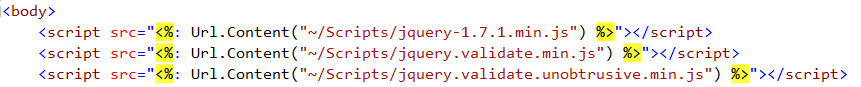 <body>
<script src="<%: Url.Content("~/Scripts/jquery-1.7.1.min.js") %>"></script>
<script src="<%: Url.Content("~/Scripts/jquery.validate.min.js") %>"></script>
<script src="<%: Url.Content("~/Scripts/jquery.validate.unobtrusive.min.js") %>"></script>